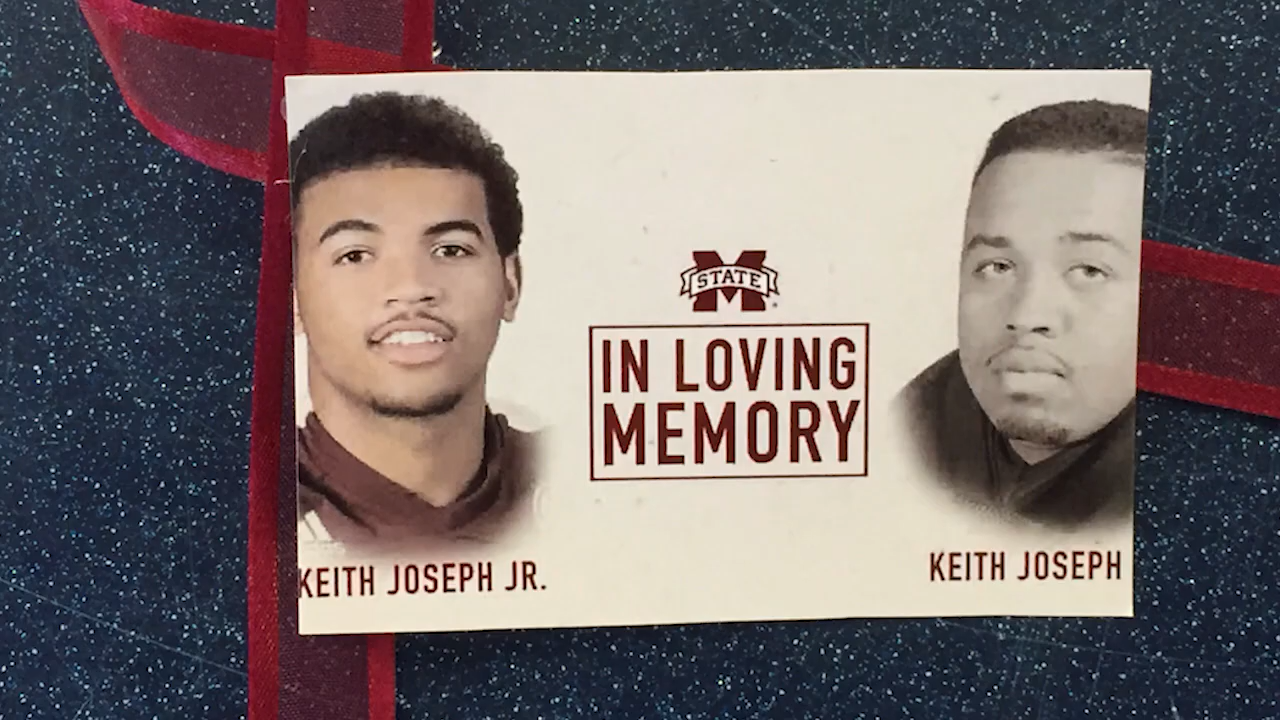 STATE
IN LOVING
MEMORY
KEITH JOSEPH JR.
KEITH JOSEPH